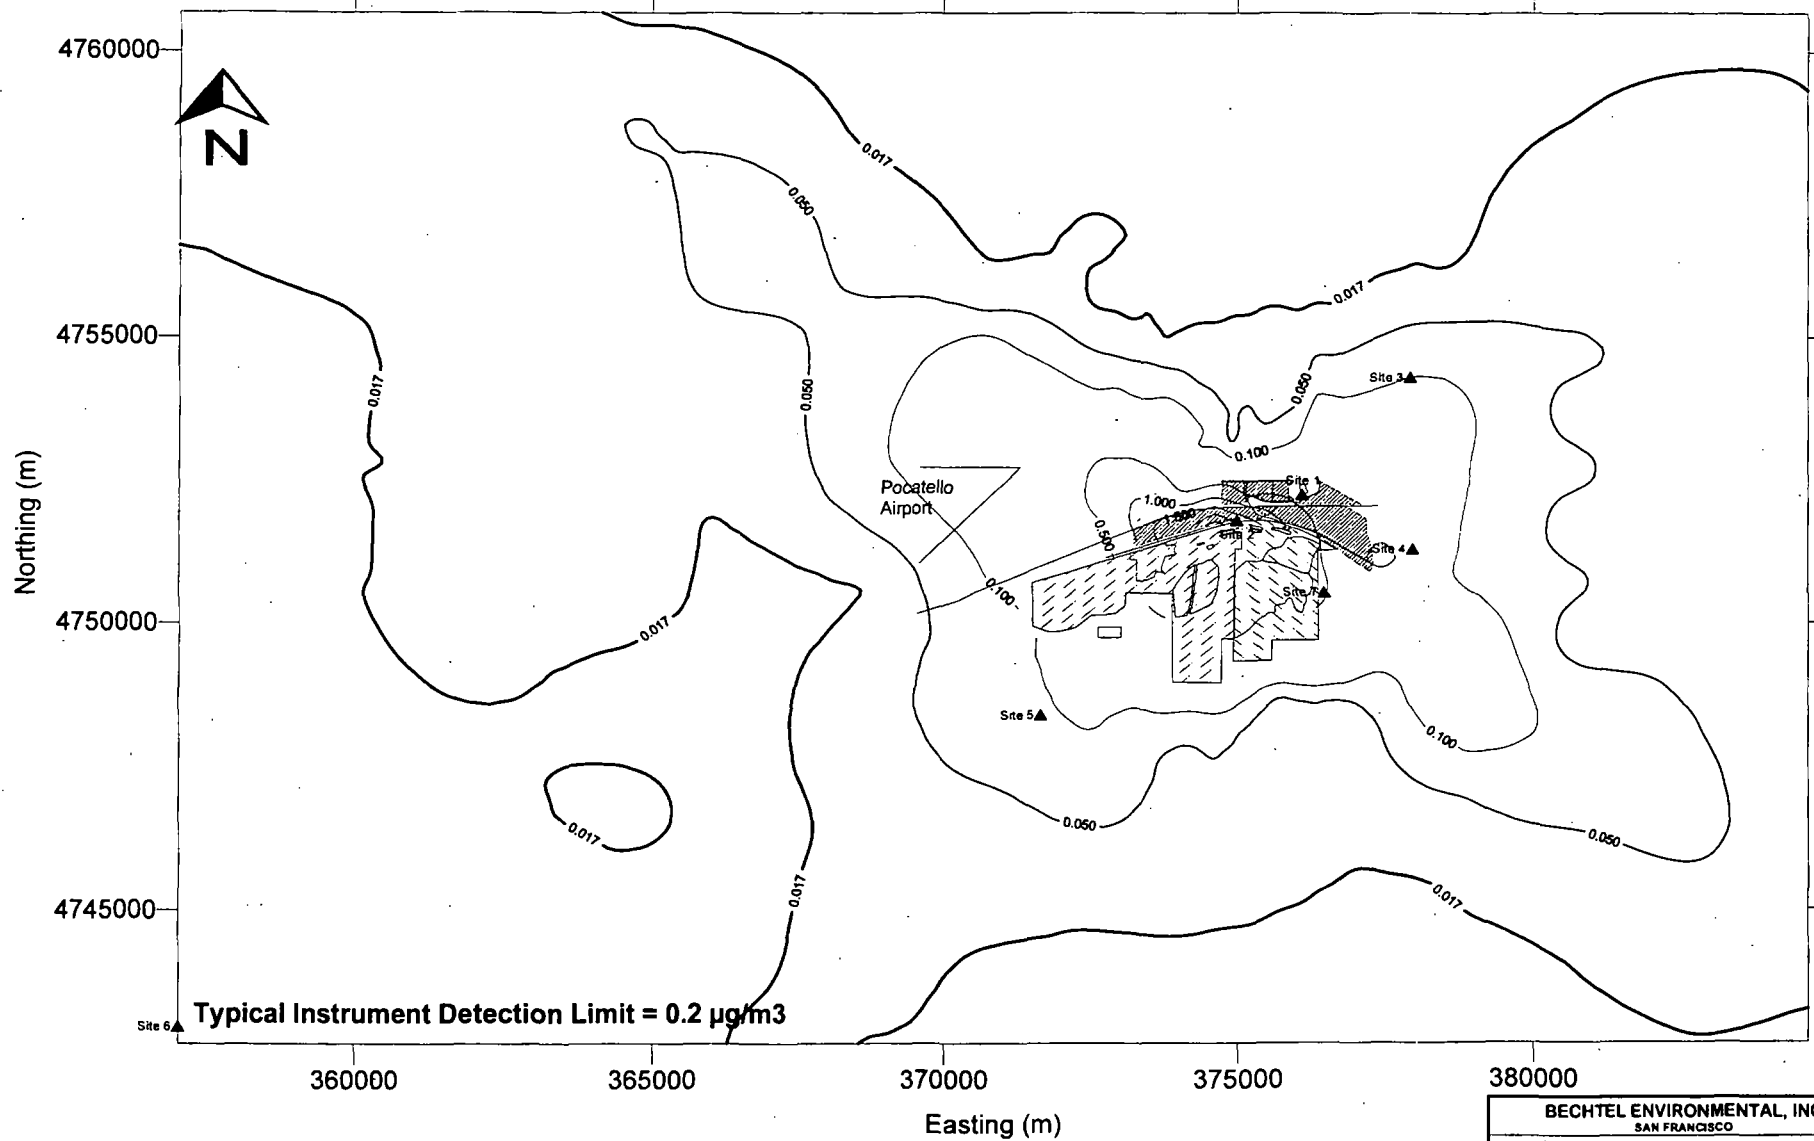 4760000
N
0.017
0.050
0.017
4755000
0.017
0.050
0.050
Site 3
0.100
Northing (m)
Pocatello
Airport
Site 1
1.000
0.500
Site 4
0.100
Site 7
4750000
0.017
Site 5
0.100
0.017
0.050
0.050
0.017
0.017
4745000
Typical Instrument Detection Limit = 0.2 µg/m3
Site 6
360000
365000
370000
375000
380000
Easting (m)
BECHTEL ENVIRONMENTAL,
SAN FRANCISCO